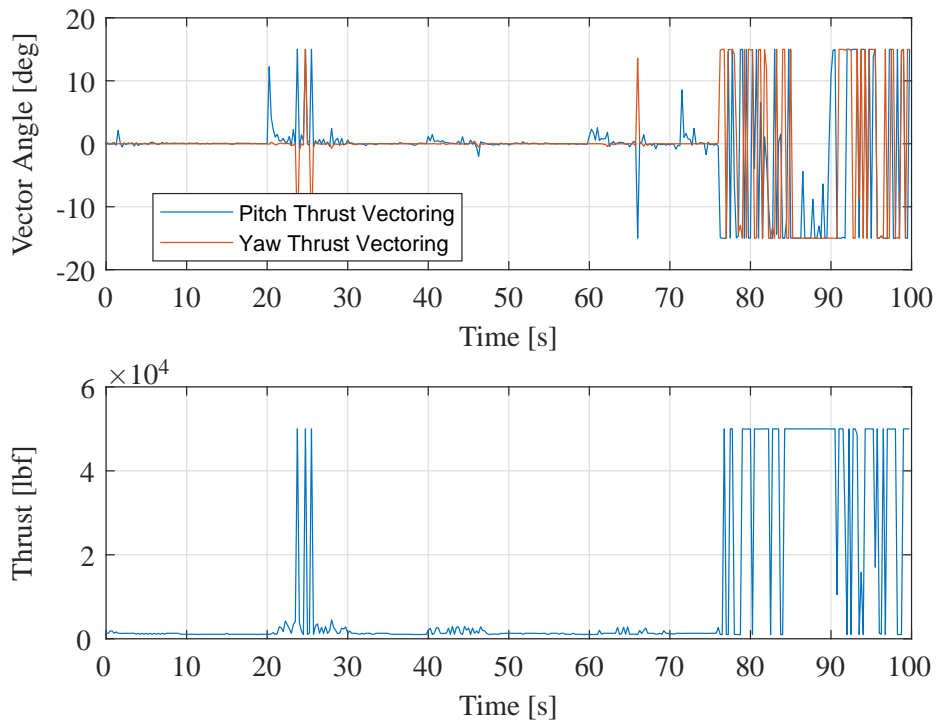 20
10
0
-10
-20
Vector Angle [deg]
Pitch Thrust Vectoring
Yaw Thrust Vectoring
0 10 20 30 40 50 60 70 80 90 100
Time [s]
×10⁴
6
4
2
0
Thrust [lbf]
0 10 20 30 40 50 60 70 80 90 100
Time [s]